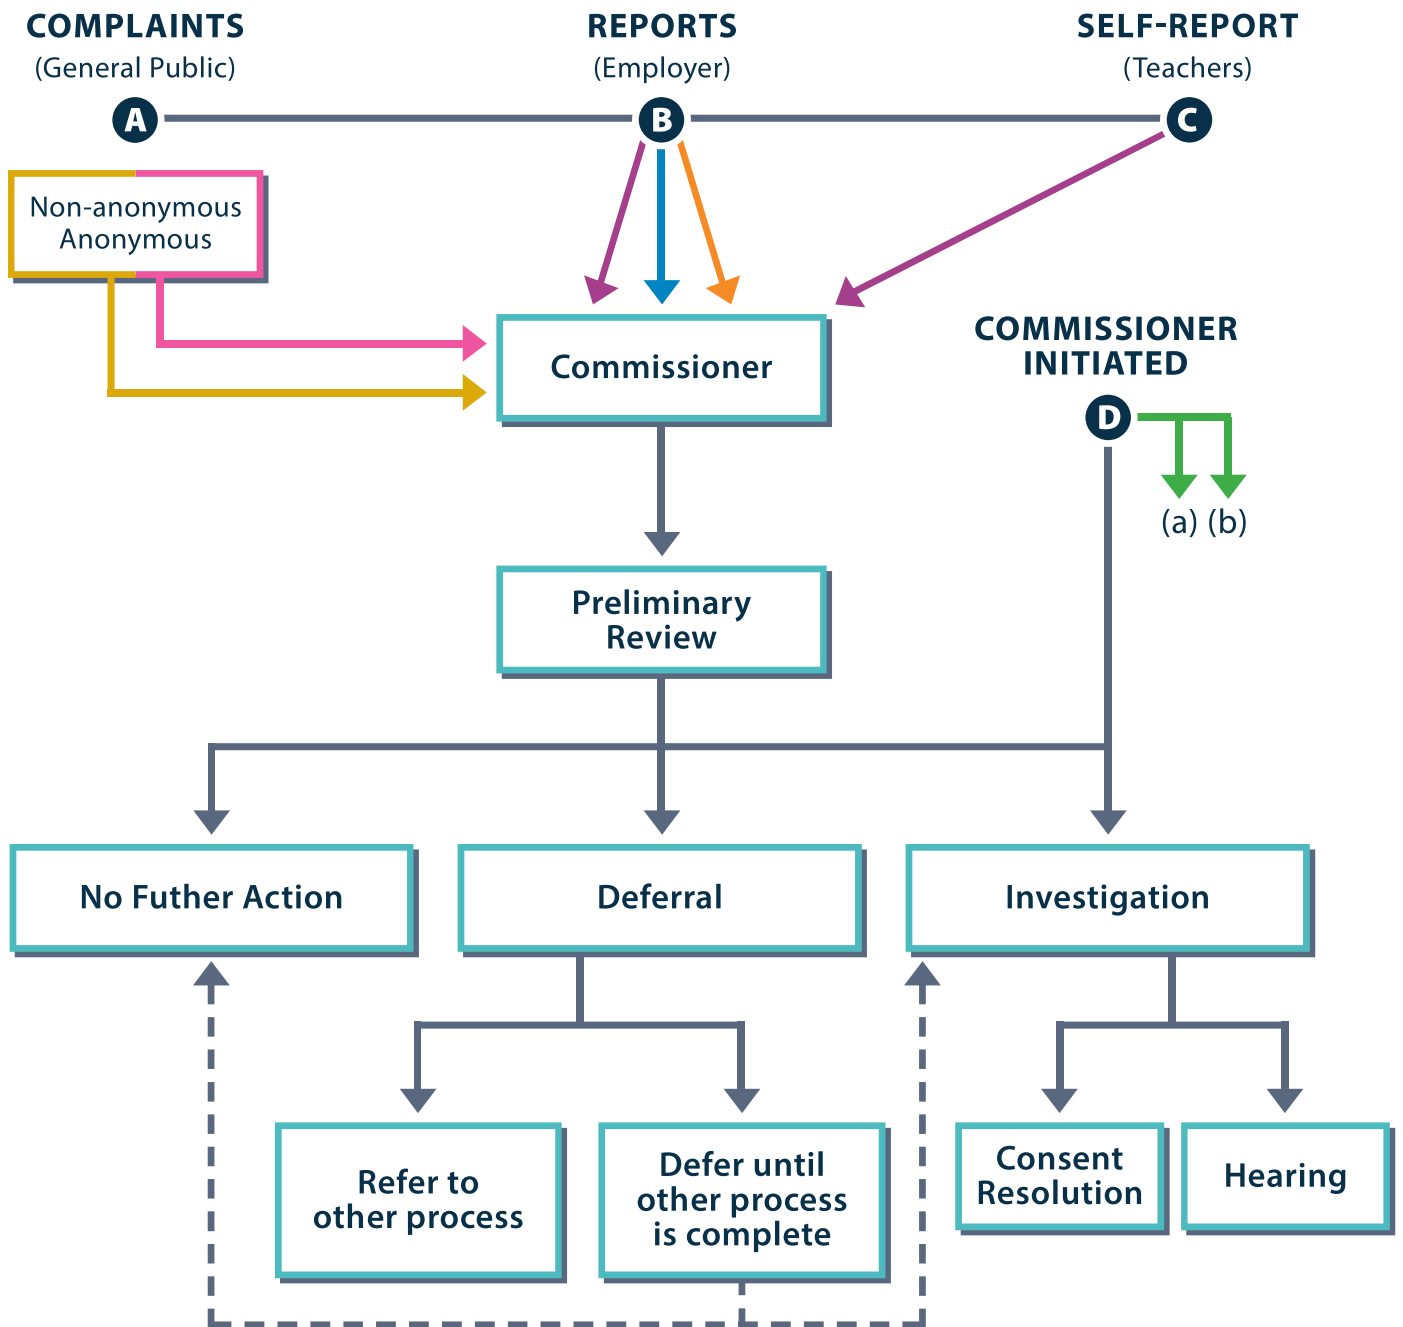 COMPLAINTS
(General Public)
REPORTS
(Employer)
SELF-REPORT
(Teachers)
A
B
C
Non-anonymous
Anonymous
Commissioner
COMMISSIONER
INITIATED
D
(a) (b)
Preliminary
Review
No Futher Action
Deferral
Investigation
Refer to
other process
Defer until
other process
is complete
Consent
Resolution
Hearing